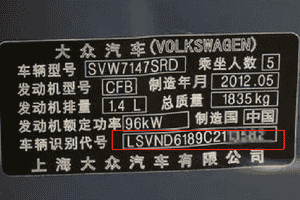 大众汽车(VOLKSWAGEN)
车辆型号 SVW7147SRD 乘坐人数 5
发动机型号 CFB 制造年月 2012.05
发动机排量 1.4 L 总质量 1835kg
发动机额定功率 96kW 制造国 中国
车辆识别代号 LSVND6189C21
上海大众汽车有限公司